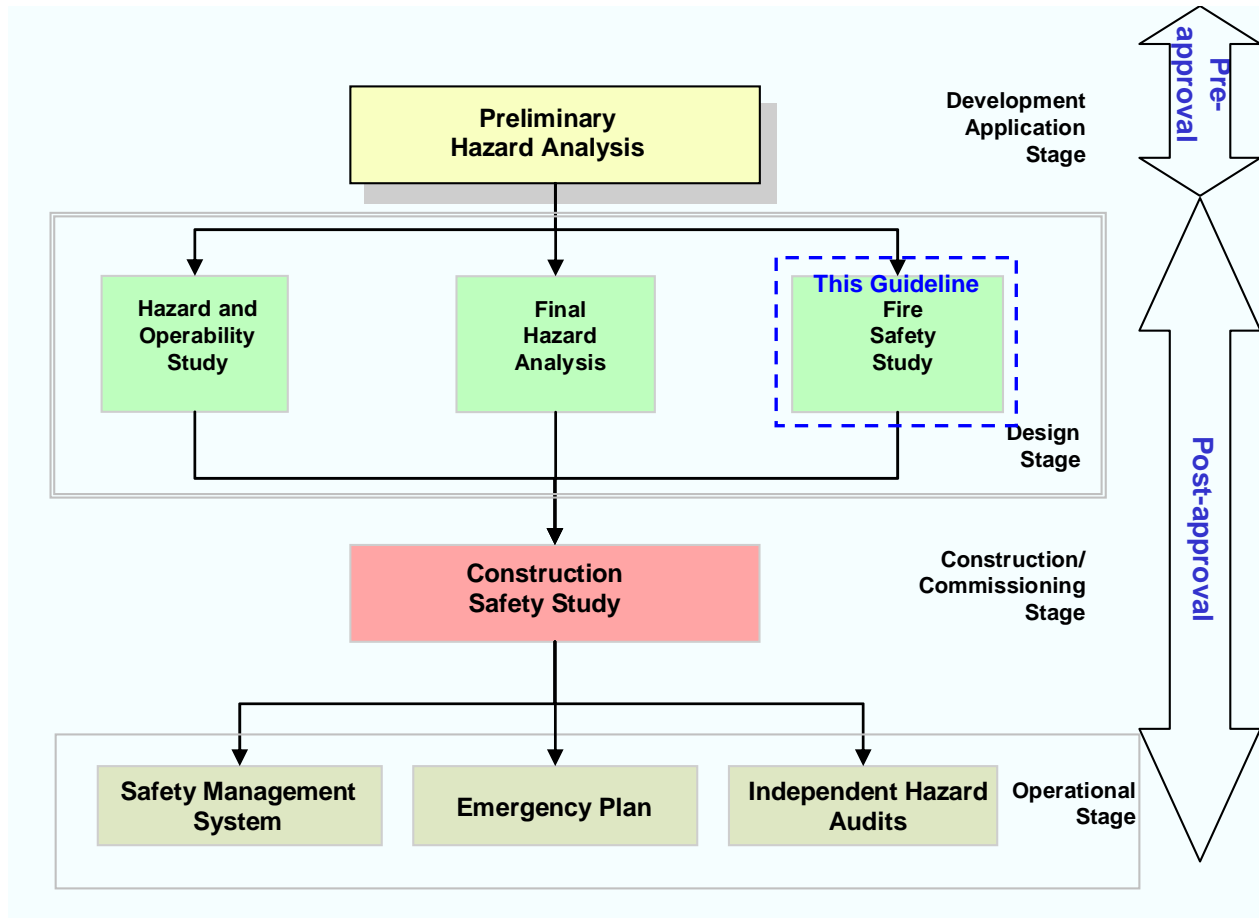 Pre-
approval
Development
Application
Stage
Preliminary
Hazard Analysis
Hazard and
Operability
Study
Final
Hazard
Analysis
This Guideline
Fire
Safety
Study
Design
Stage
Post-approval
Construction
Safety Study
Construction/
Commissioning
Stage
Safety Management
System
Emergency Plan
Independent Hazard
Audits
Operational
Stage